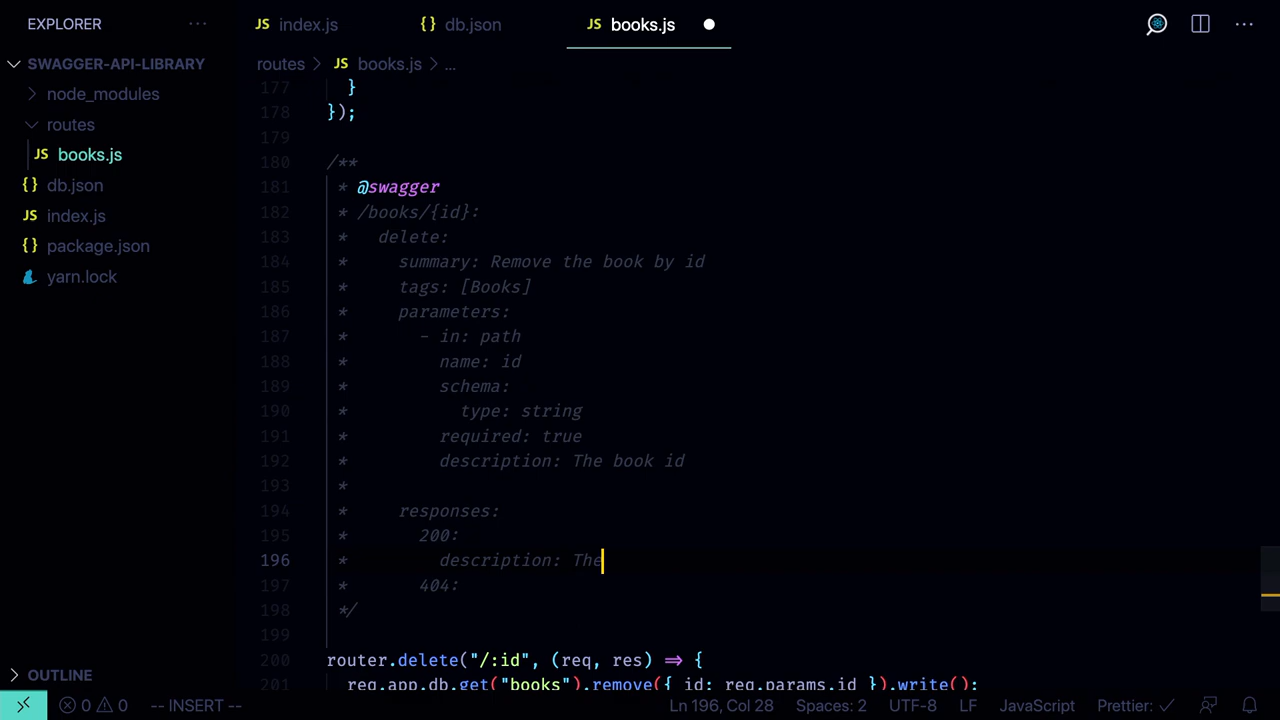 EXPLORER
SWAGGER-API-LIBRARY
node_modules
routes
JS books.js
{} db.json
JS index.js
{} package.json
yarn.lock
OUTLINE
JS index.js
{} db.json
JS books.js
routes > JS books.js > ...
177 }
178 });
179
180 /**
181 * @swagger
182 * /books/{id}:
183 * delete:
184 * summary: Remove the book by id
185 * tags: [Books]
186 * parameters:
187 * - in: path
188 * name: id
189 * schema:
190 * type: string
191 * required: true
192 * description: The book id
193 *
194 * responses:
195 * 200:
196 * description: The
197 * 404:
198 */
199
200 router.delete("/:id", (req, res) => {
201 req.app.db.get("books").remove({ id: req.params.id }).write();
0 0 -- INSERT -- Ln 196, Col 28 Spaces: 2 UTF-8 LF JavaScript Prettier: ✓